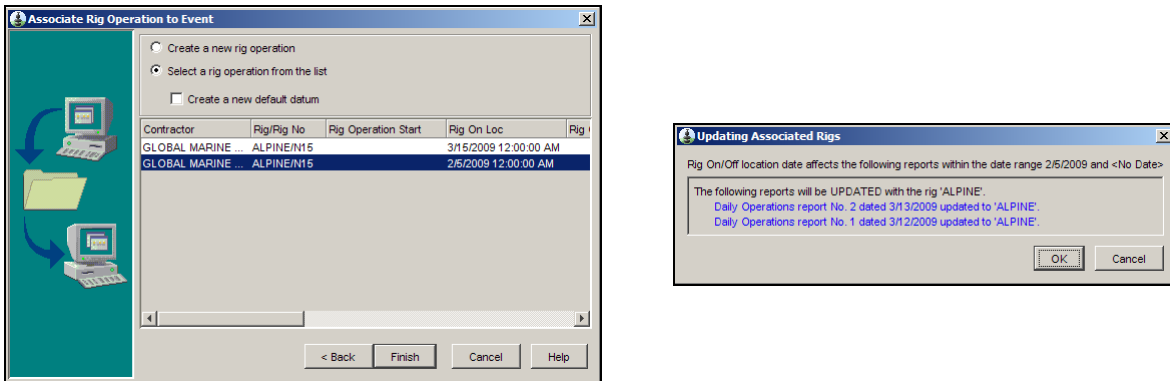 Associate Rig Operation to Event
Create a new rig operation
Select a rig operation from the list
Create a new default datum
Contractor Rig/Rig No Rig Operation Start Rig On Loc Rig
GLOBAL MARINE ... ALPINE/N15 3/15/2009 12:00:00 AM
GLOBAL MARINE ... ALPINE/N15 2/5/2009 12:00:00 AM
< Back Finish Cancel Help
Updating Associated Rigs
Rig On/Off location date affects the following reports within the date range 2/5/2009 and <No Date>
The following reports will be UPDATED with the rig 'ALPINE'.
Daily Operations report No. 2 dated 3/13/2009 updated to 'ALPINE'.
Daily Operations report No. 1 dated 3/12/2009 updated to 'ALPINE'.
OK Cancel